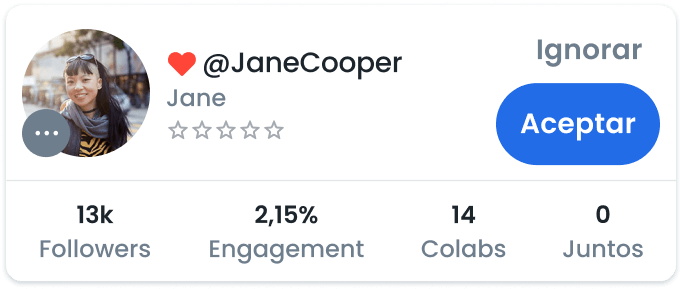 @JaneCooper
Jane
Ignorar
Aceptar
13k
Followers
2,15%
Engagement
14
Colabs
0
Juntos